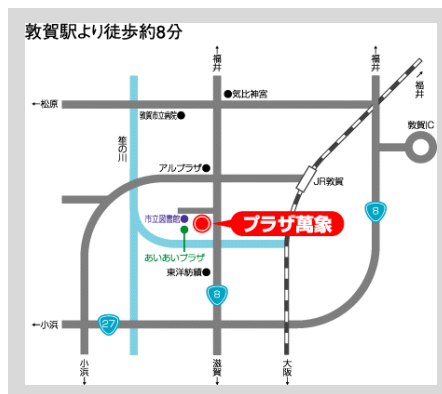 敦賀駅より徒歩約8分
←福井
←福井
←福井
●気比神宮
←松原
敦賀市立病院●
敦賀IC
笙の川
アルプラザ●
JR敦賀
8
市立図書館●
プラザ萬象
あいあいプラザ
東洋紡績●
8
←小浜
27
小浜→
滋賀→
大阪→